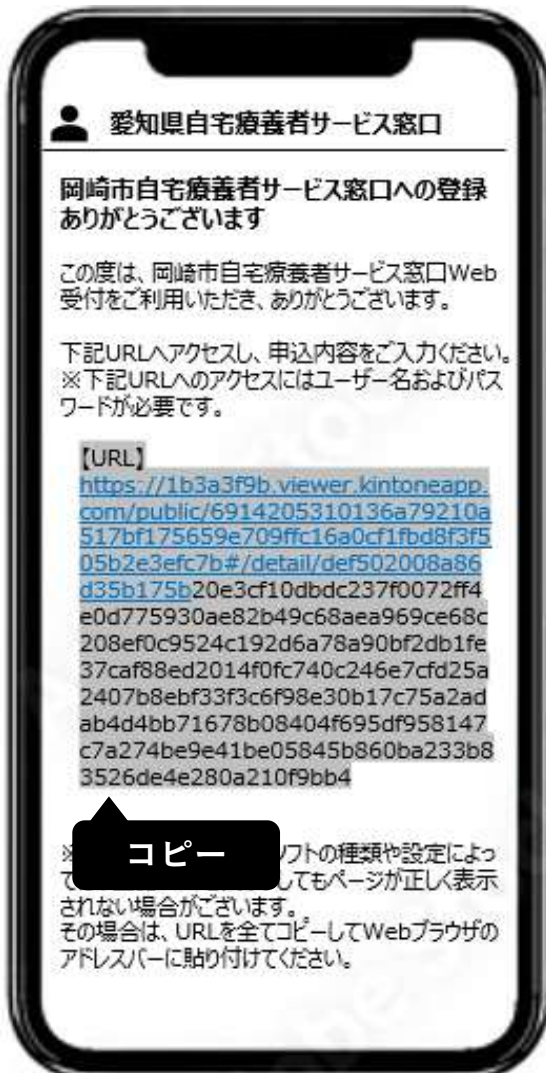 愛知県自宅療養者サービス窓口
岡崎市自宅療養者サービス窓口への登録
ありがとうございます
この度は、岡崎市自宅療養者サービス窓口Web
受付をご利用いただき、ありがとうございます。
下記URLへアクセスし、申込内容をご入力ください。
※下記URLへのアクセスにはユーザー名およびパス
ワードが必要です。
【URL】
https://1b3a3f9b.viewer.kintoneapp.
com/public/6914205310136a79210a
517bf175659e709ffc16a0cf1fbd8f3f5
05b2e3efc7b#/detail/def502008a86
d35b175b20e3cf10dbdc237f0072ff4
e0d775930ae82b49c68aea969ce68c
208ef0c9524c192d6a78a90bf2db1fe
37caf88ed2014f0fc740c246e7cfd25a
2407b8ebf33f3c6f98e30b17c75a2ad
ab4d4bb71678b08404f695df958147
c7a274be9e41be05845b860ba233b8
3526de4e280a210f9bb4
コピー
※ ソフトの種類や設定によっ
て してもページが正しく表示
されない場合がございます。
その場合は、URLを全てコピーしてWebブラウザの
アドレスバーに貼り付けてください。